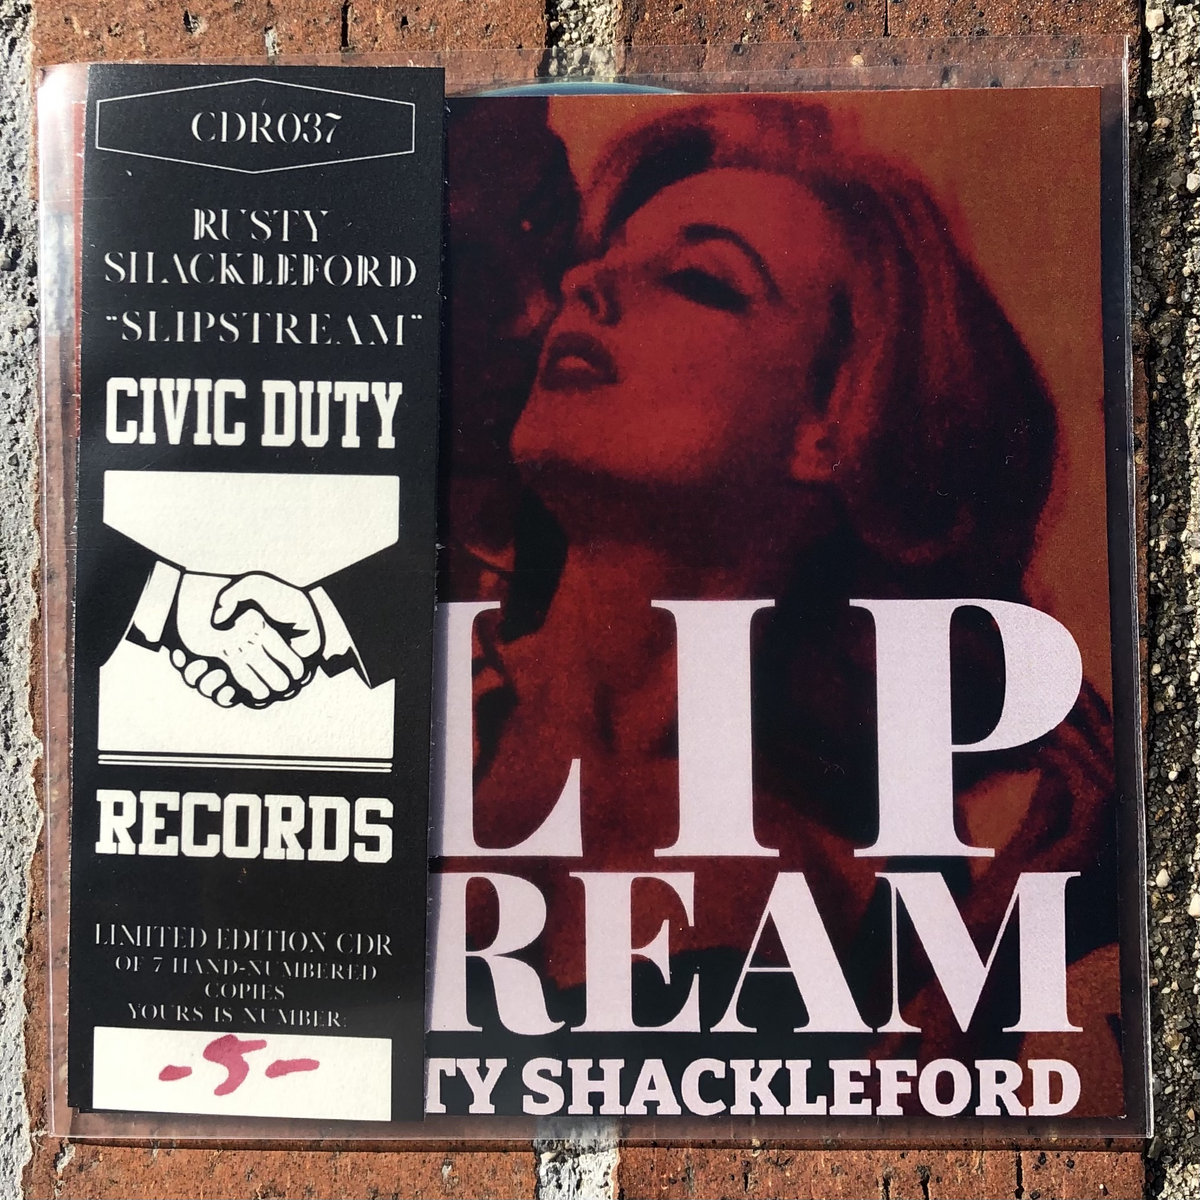 CDR037
RUSTY
SHACKLEFORD
"SLIPSTREAM"
CIVIC DUTY
RECORDS
LIMITED EDITION CDR
OF 7 HAND-NUMBERED
COPIES
YOURS IS NUMBER:
-5-
LIP
REAM
TY SHACKLEFORD